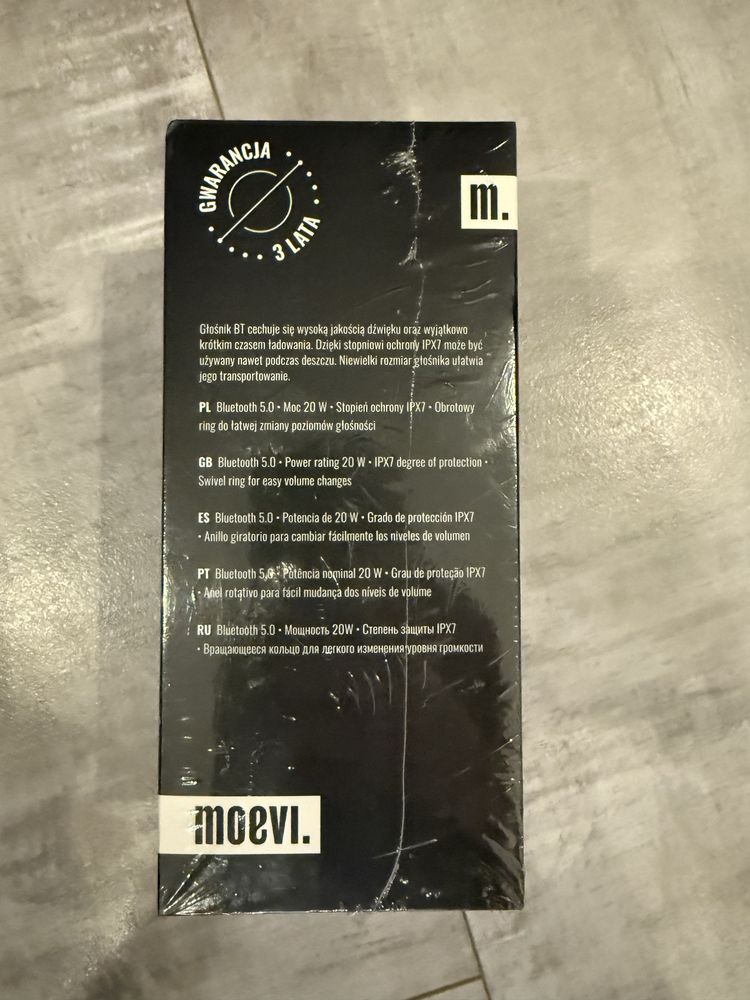 GWARANCJA
3 LATA
m.
Głośnik BT cechuje się wysoką jakością dźwięku oraz wyjątkowo
krótkim czasem ładowania. Dzięki stopniowi ochrony IPX7 może być
używany nawet podczas deszczu. Niewielki rozmiar głośnika ułatwia
jego transportowanie.
PL Bluetooth 5.0 • Moc 20 W • Stopień ochrony IPX7 • Obrotowy
ring do łatwej zmiany poziomów głośności
GB Bluetooth 5.0 • Power rating 20 W • IPX7 degree of protection •
Swivel ring for easy volume changes
ES Bluetooth 5.0 • Potencia de 20 W • Grado de protección IPX7
• Anillo giratorio para cambiar fácilmente los niveles de volumen
PT Bluetooth 5.0 • Potência nominal 20 W • Grau de proteção IPX7
• Anel rotativo para fácil mudança dos níveis de volume
RU Bluetooth 5.0 • Мощность 20W • Степень защиты IPX7
• Вращающееся кольцо для легкого изменения уровня громкости
moevi.